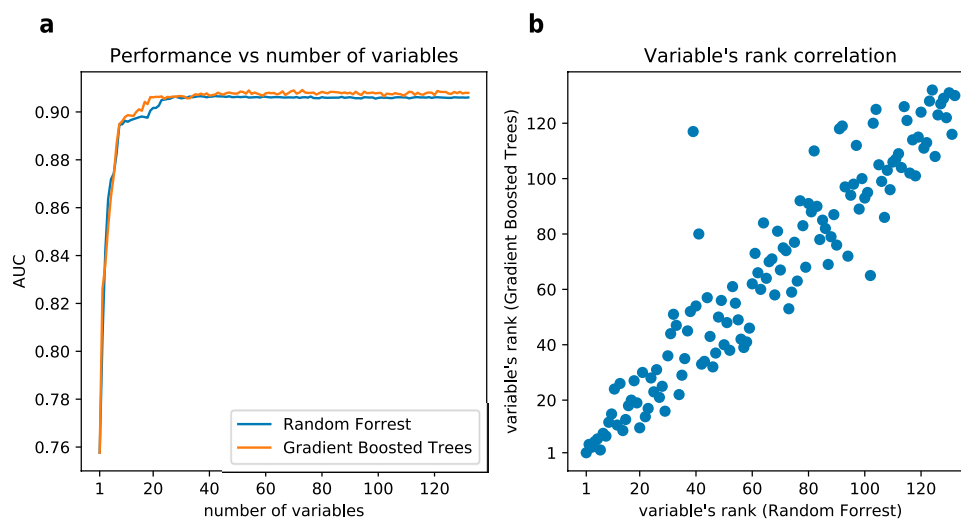 a
Performance vs number of variables
0.90
0.88
0.86
0.84
0.82
0.80
0.78
0.76
AUC
1 20 40 60 80 100 120
number of variables
Random Forrest
Gradient Boosted Trees
b
Variable's rank correlation
120
100
80
60
40
20
1
variable's rank (Gradient Boosted Trees)
1 20 40 60 80 100 120
variable's rank (Random Forrest)